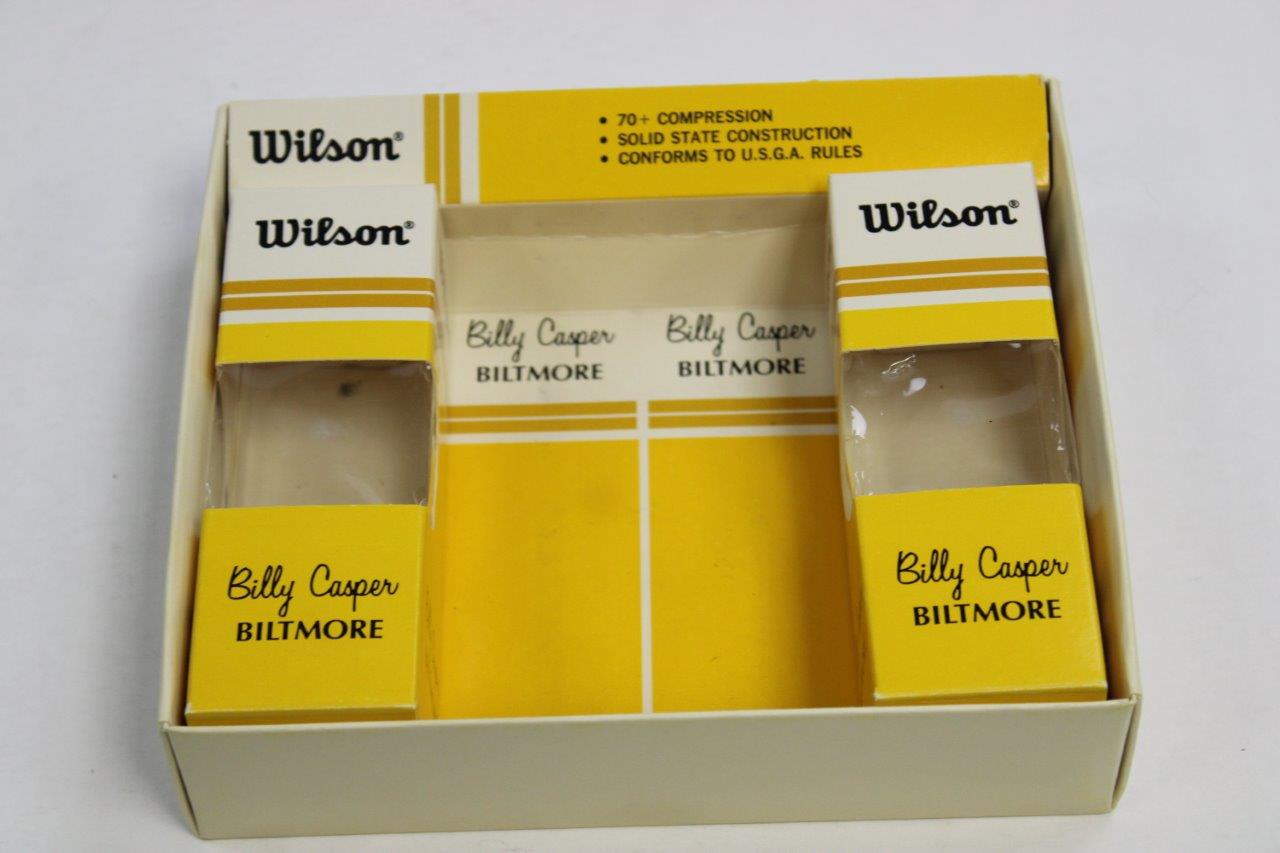 Wilson®
• 70+ COMPRESSION
• SOLID STATE CONSTRUCTION
• CONFORMS TO U.S.G.A. RULES
Wilson®
Wilson®
Billy Casper
BILTMORE
Billy Casper
BILTMORE
Billy Casper
BILTMORE
Billy Casper
BILTMORE